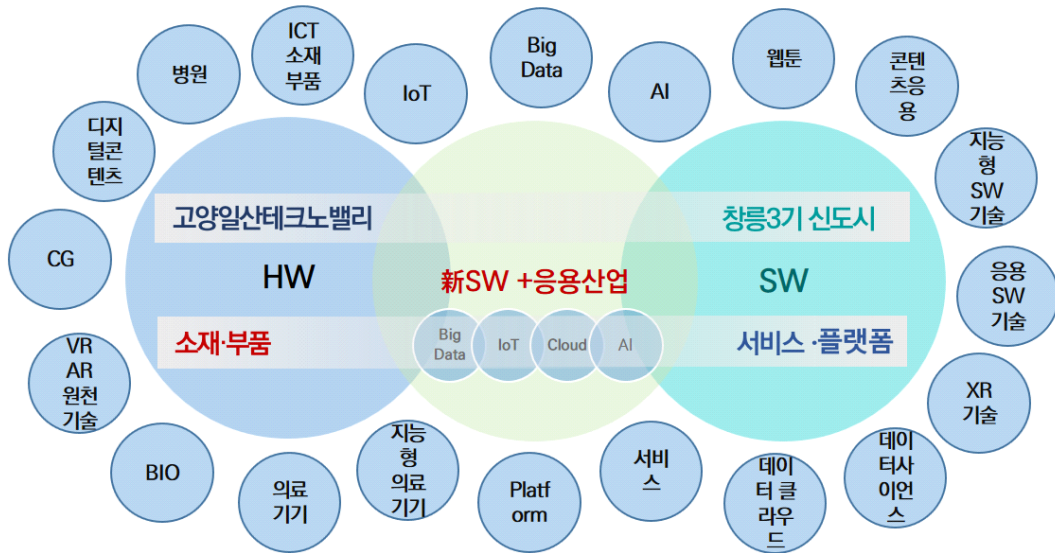 병원
ICT
소재
부품
IoT
Big
Data
AI
웹툰
콘텐
츠응
용
디지
털콘
텐츠
지능
형
SW
기술
고양일산테크노밸리
창릉3기 신도시
CG
HW
新SW +응용산업
SW
응용
SW
기술
소재·부품
Big
Data
IoT
Cloud
AI
서비스 ·플랫폼
VR
AR
원천
기술
XR
기술
BIO
의료
기기
지능
형
의료
기기
Platf
orm
서비
스
데이
터 클
라우
드
데이
터사
이언
스